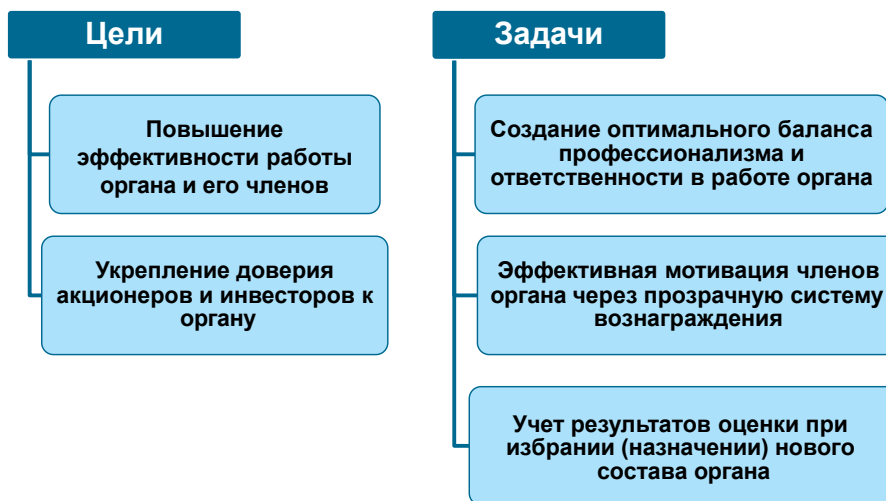 Цели
Повышение
эффективности работы
органа и его членов
Укрепление доверия
акционеров и инвесторов к
органу
Задачи
Создание оптимального баланса
профессионализма и
ответственности в работе органа
Эффективная мотивация членов
органа через прозрачную систему
вознаграждения
Учет результатов оценки при
избрании (назначении) нового
состава органа